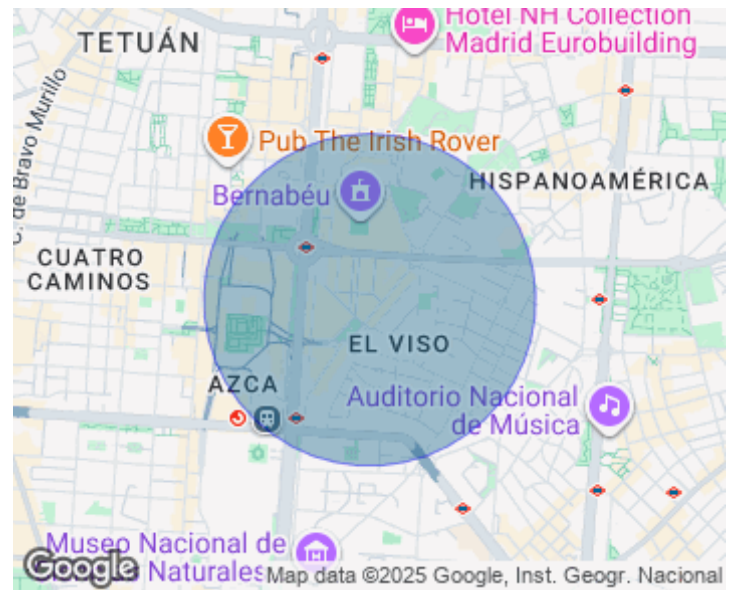 Hotel NH Collection
Madrid Eurobuilding
TETUÁN
C. de Bravo Murillo
Pub The Irish Rover
Bernabéu
HISPANOAMÉRICA
CUATRO
CAMINOS
EL VISO
AZCA
Auditorio Nacional
de Música
Museo Nacional de
Naturales
Google
Map data ©2025 Google, Inst. Geogr. Nacional